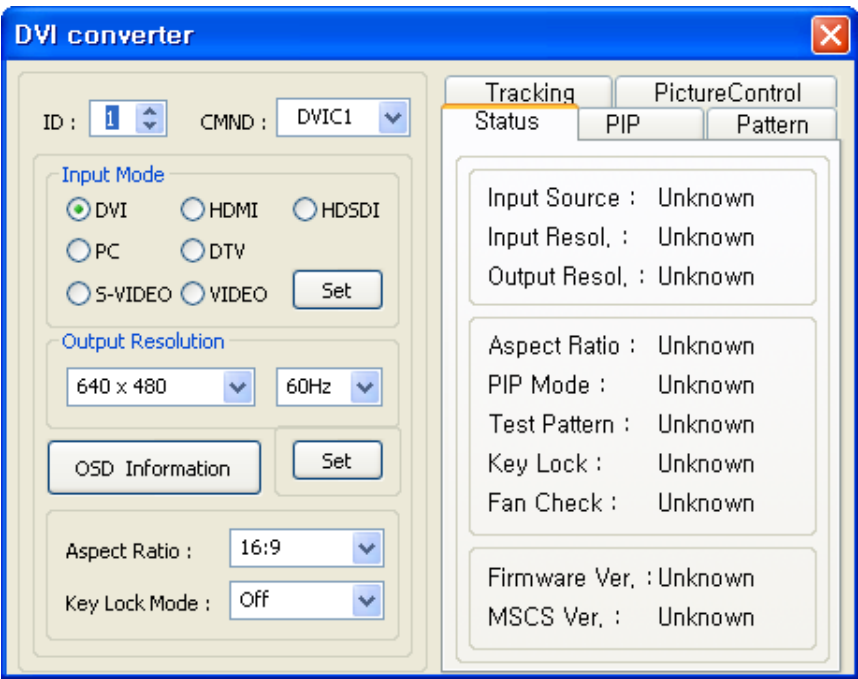 DVI converter
ID : 1 CMND : DVIC1
Input Mode
DVI HDMI HDSDI
PC DTV
S-VIDEO VIDEO Set
Output Resolution
640 x 480 60Hz
OSD Information Set
Aspect Ratio : 16:9
Key Lock Mode : Off
Tracking PictureControl
Status PIP Pattern
Input Source : Unknown
Input Resol. : Unknown
Output Resol. : Unknown
Aspect Ratio : Unknown
PIP Mode : Unknown
Test Pattern : Unknown
Key Lock : Unknown
Fan Check : Unknown
Firmware Ver. : Unknown
MSCS Ver. : Unknown